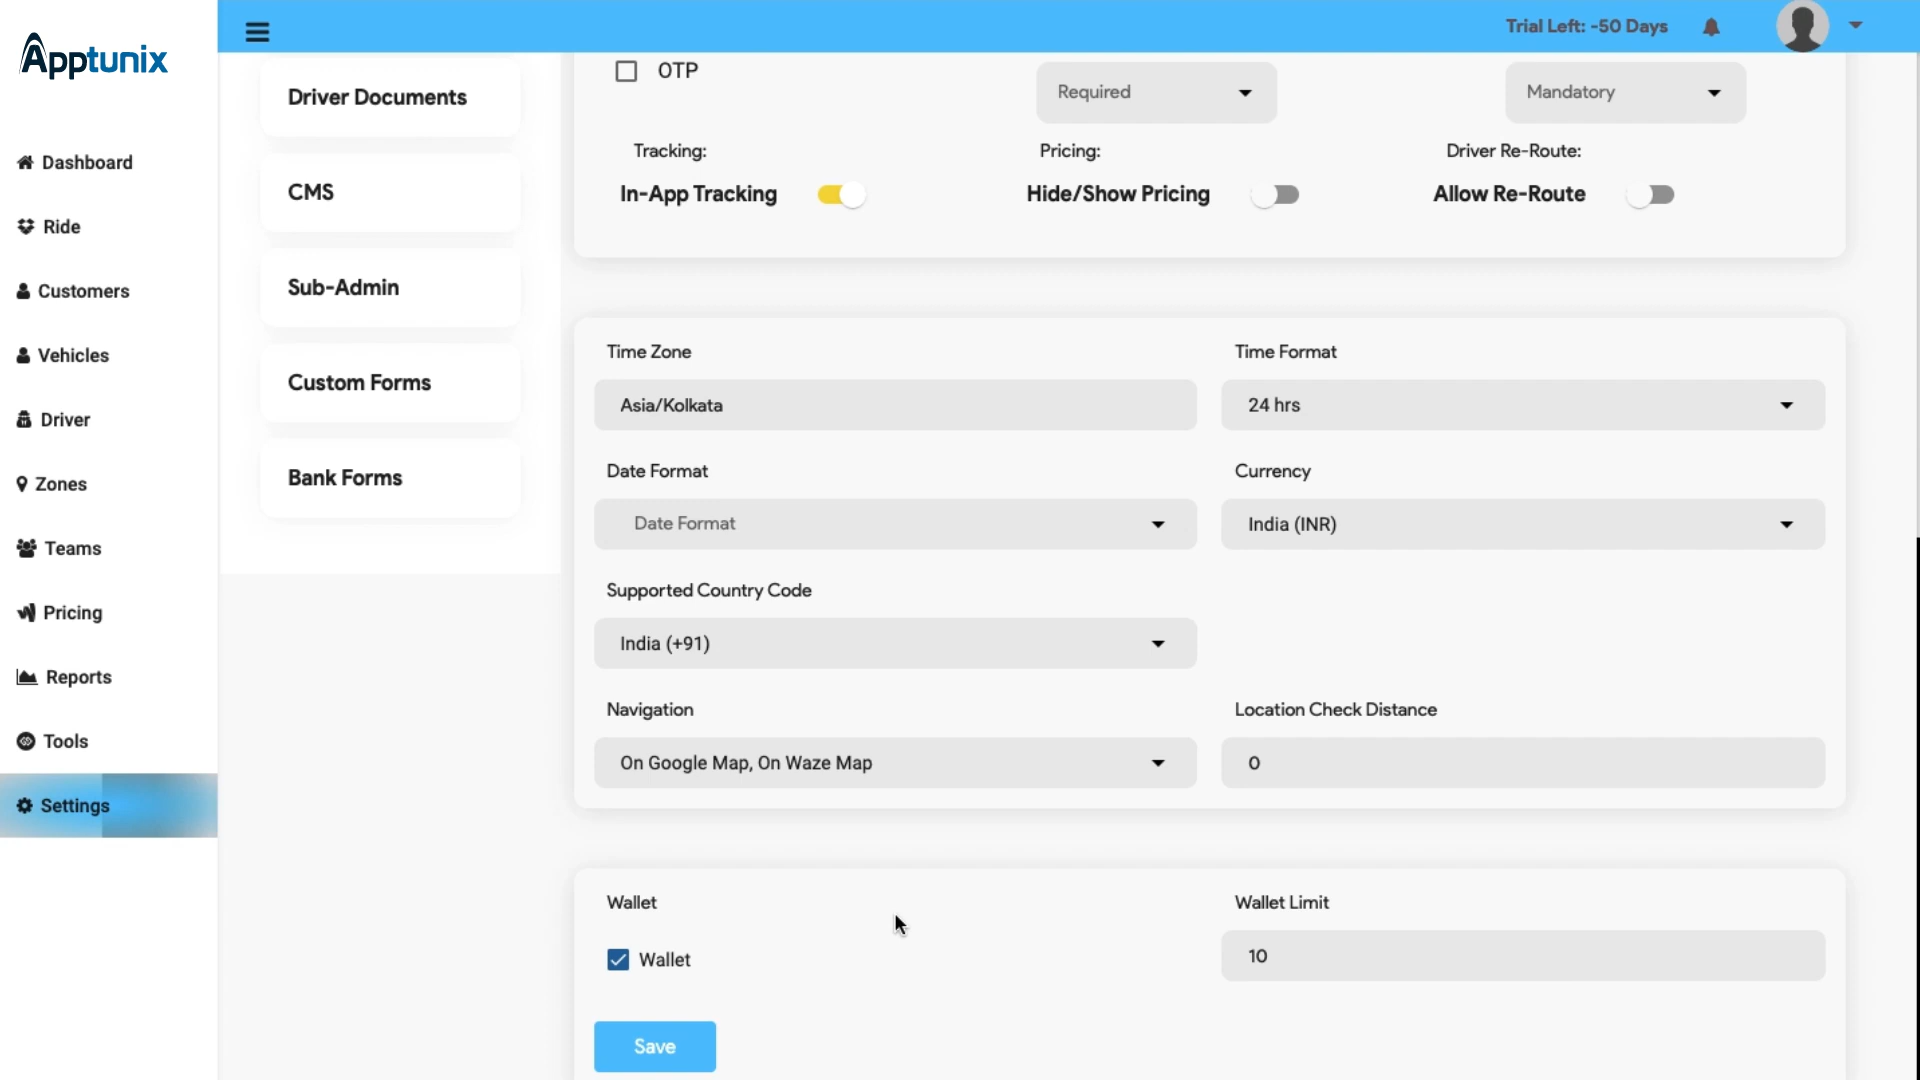 Apptunix
Trial Left: -50 Days
Dashboard
Ride
Customers
Vehicles
Driver
Zones
Teams
Pricing
Reports
Tools
Settings
Driver Documents
CMS
Sub-Admin
Custom Forms
Bank Forms
OTP
Required
Mandatory
Tracking:
Pricing:
Driver Re-Route:
In-App Tracking
Hide/Show Pricing
Allow Re-Route
Time Zone
Time Format
Asia/Kolkata
24 hrs
Date Format
Currency
Date Format
India (INR)
Supported Country Code
India (+91)
Navigation
Location Check Distance
On Google Map, On Waze Map
0
Wallet
Wallet Limit
Wallet
10
Save